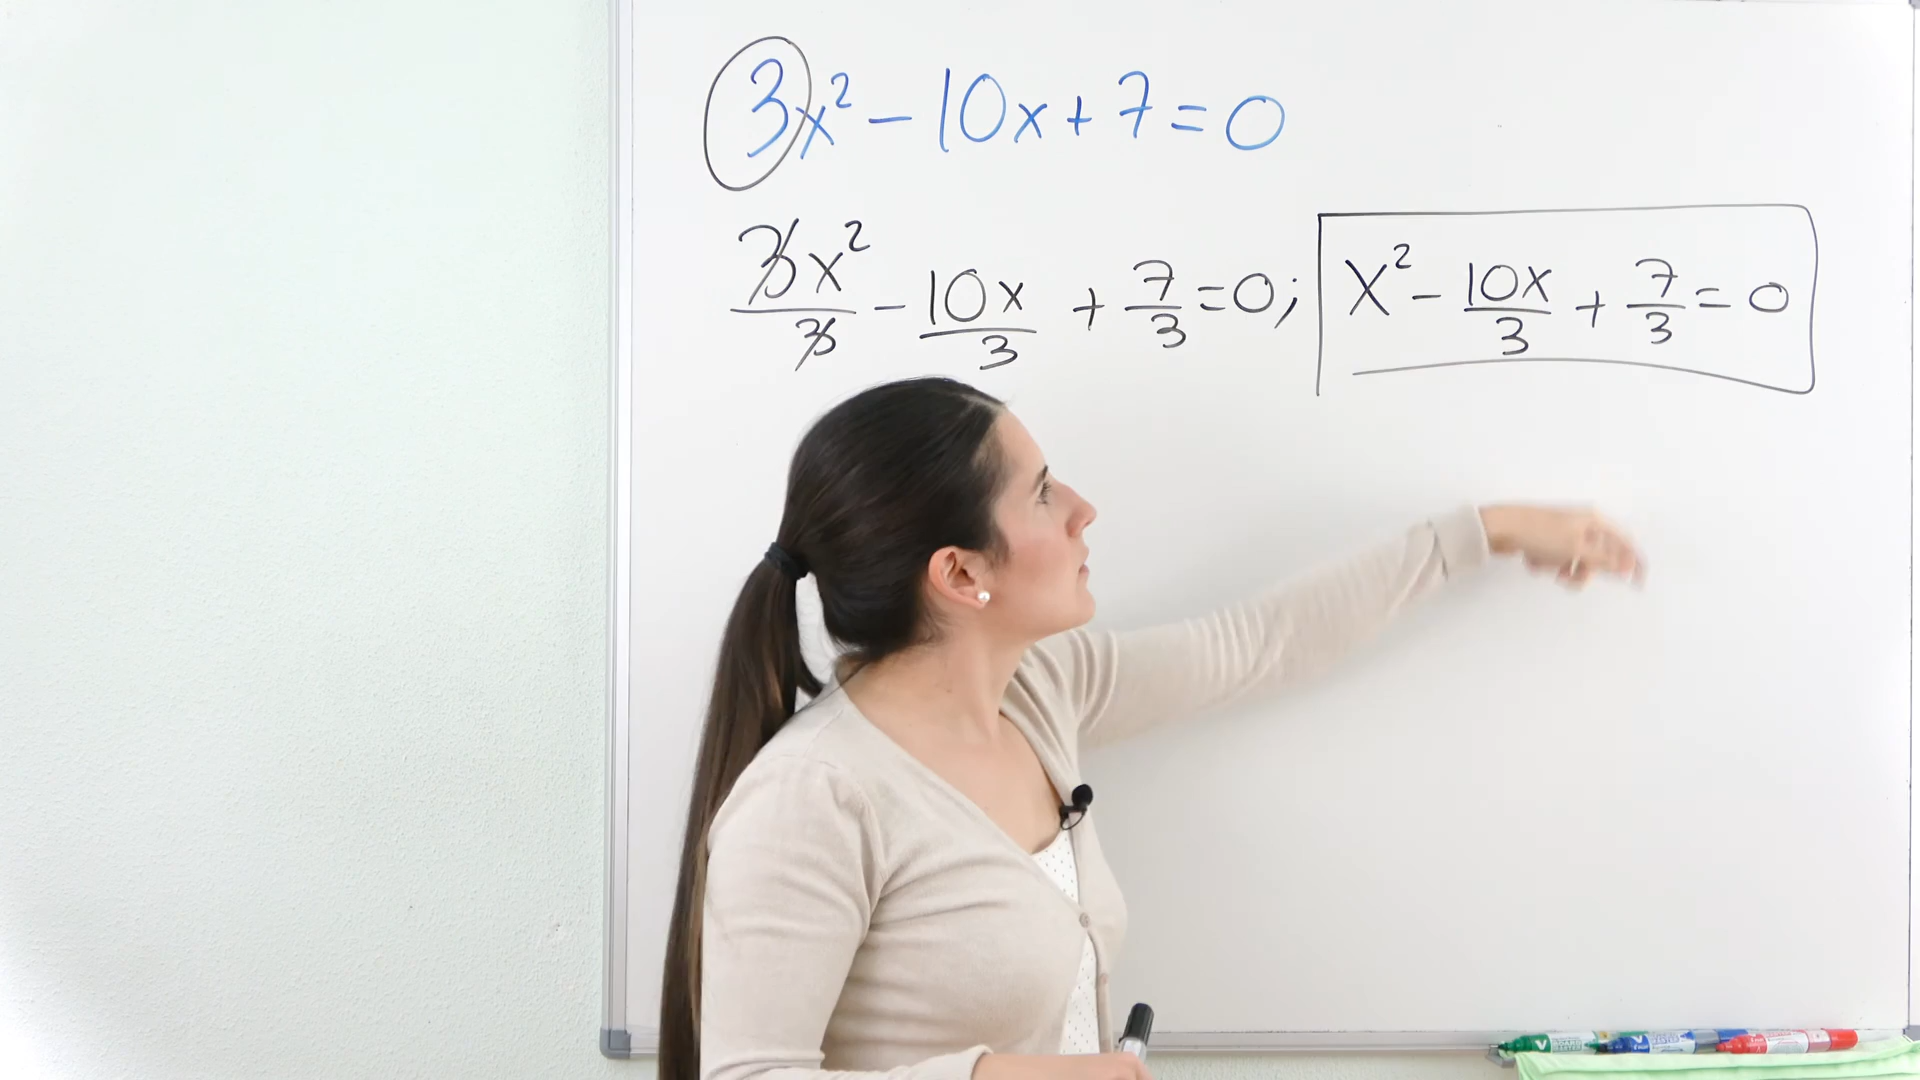 3x² - 10x + 7 = 0
3x²/3 - 10x/3 + 7/3 = 0; x² - 10x/3 + 7/3 = 0